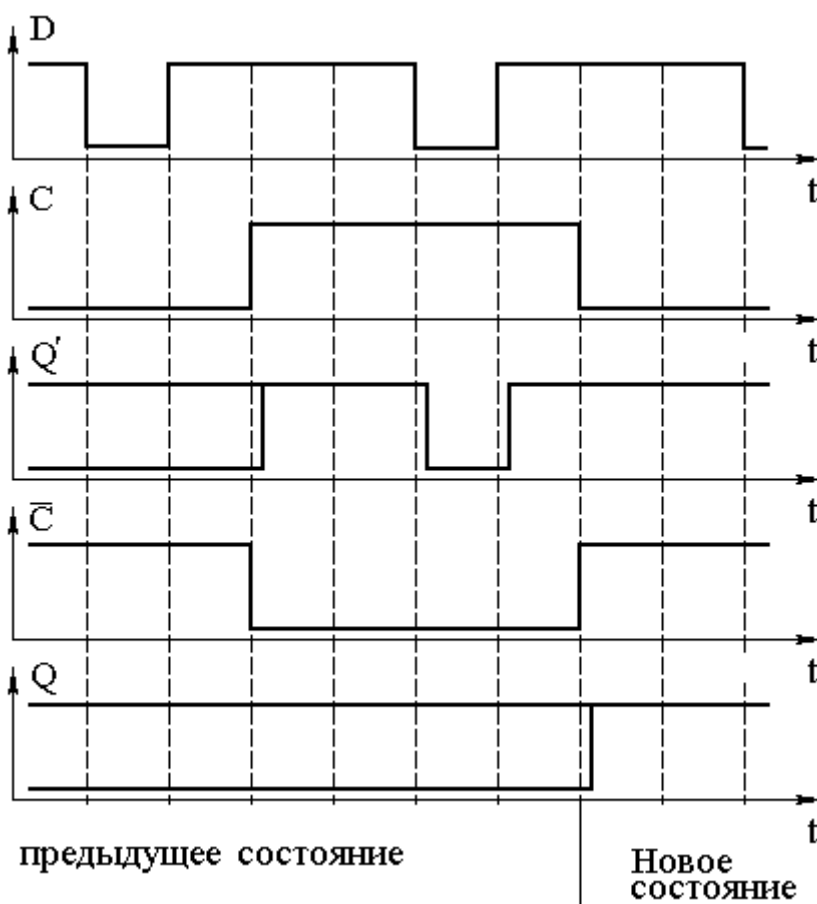 D
t
C
t
Q'
t
C̅
t
Q
t
предыдущее состояние
Новое
состояние